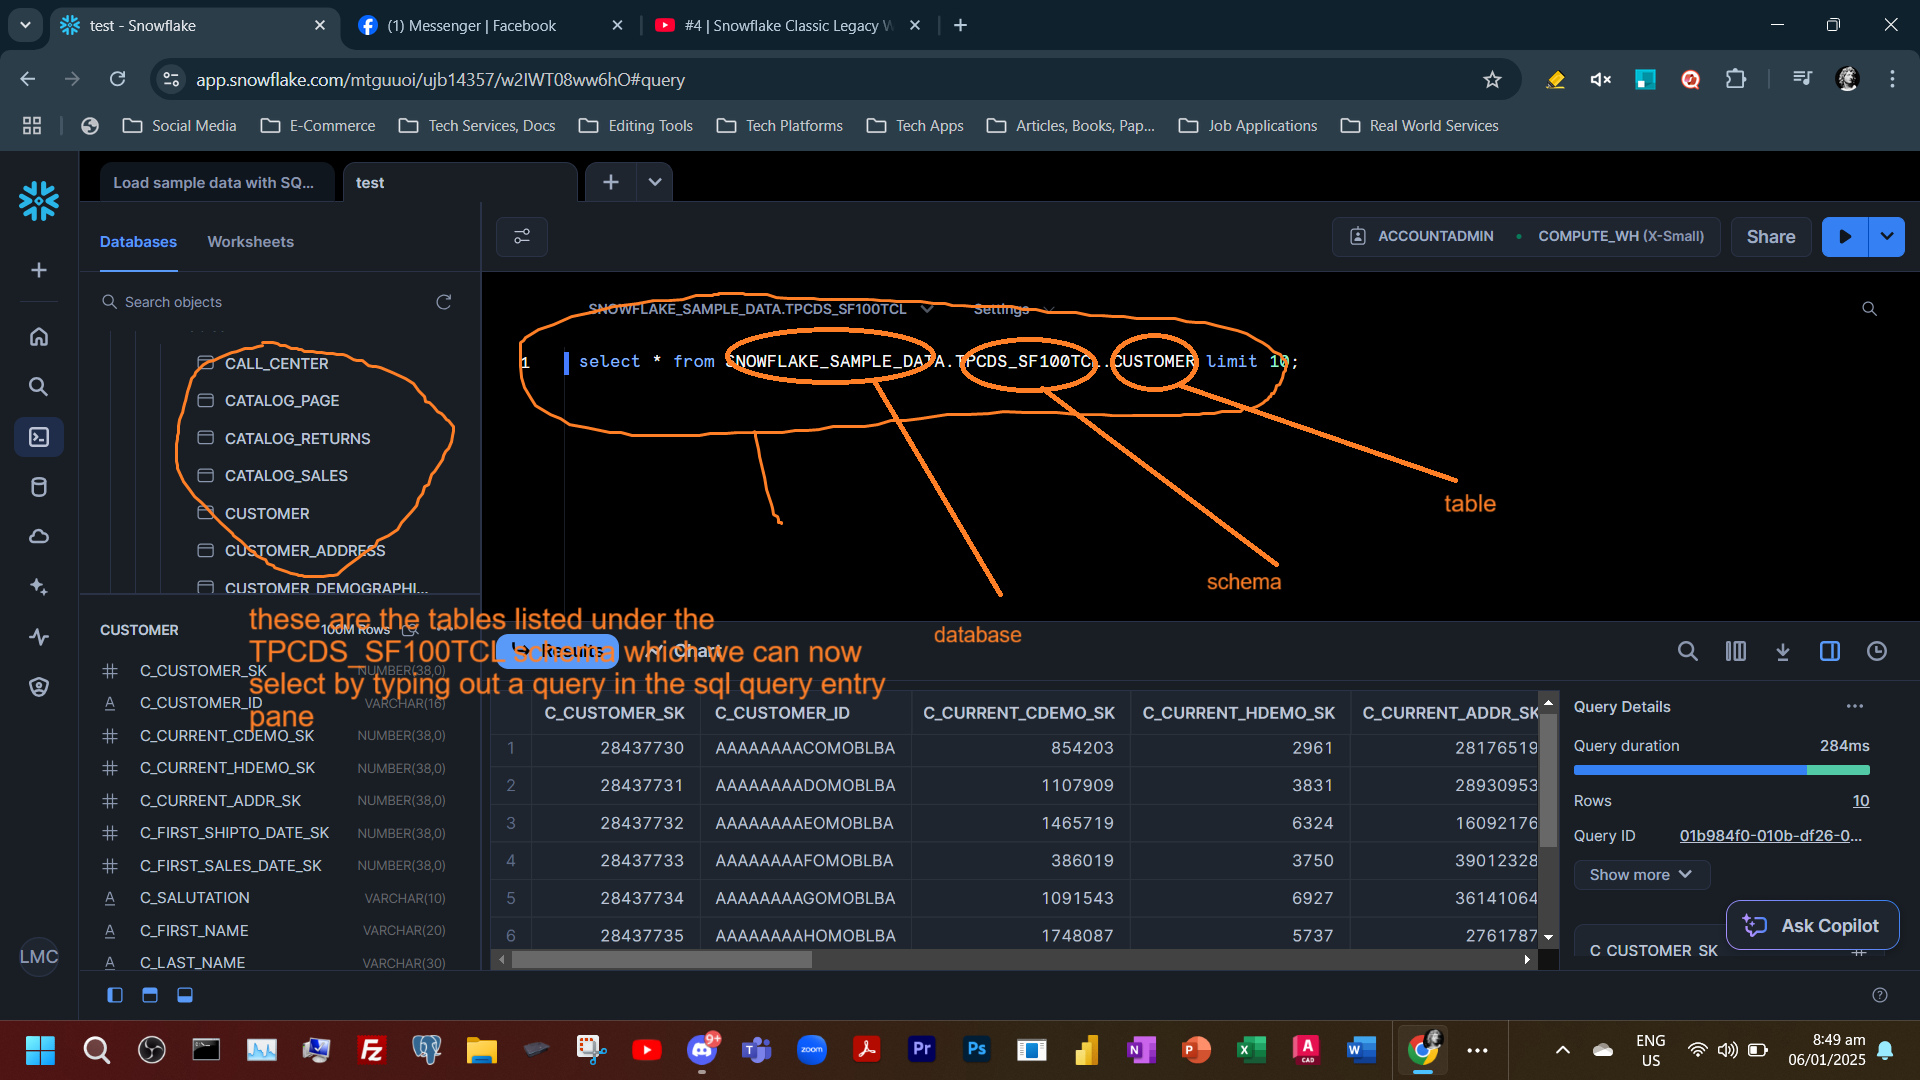 test - Snowflake
(1) Messenger | Facebook
#4 | Snowflake Classic Legacy W
app.snowflake.com/mtguuoi/ujb14357/w2IWT08ww6hO#query
Social Media
E-Commerce
Tech Services, Docs
Editing Tools
Tech Platforms
Tech Apps
Articles, Books, Pap...
Job Applications
Real World Services
Load sample data with SQ...
test
Databases
Worksheets
ACCOUNTADMIN
COMPUTE_WH (X-Small)
Share
Search objects
SNOWFLAKE_SAMPLE_DATA.TPCDS_SF100TCL
Settings
1 select * from SNOWFLAKE_SAMPLE_DATA.TPCDS_SF100TCL.CUSTOMER limit 10;
CALL_CENTER
CATALOG_PAGE
CATALOG_RETURNS
CATALOG_SALES
CUSTOMER
CUSTOMER_ADDRESS
CUSTOMER_DEMOGRAPHI...
table
schema
database
these are the tables listed under the
TPCDS_SF100TCL schema which we can now
select by typing out a query in the sql query entry
pane
CUSTOMER
100M Rows
C_CUSTOMER_SK NUMBER(38,0)
C_CUSTOMER_ID VARCHAR(16)
C_CURRENT_CDEMO_SK NUMBER(38,0)
C_CURRENT_HDEMO_SK NUMBER(38,0)
C_CURRENT_ADDR_SK NUMBER(38,0)
C_FIRST_SHIPTO_DATE_SK NUMBER(38,0)
C_FIRST_SALES_DATE_SK NUMBER(38,0)
C_SALUTATION VARCHAR(10)
C_FIRST_NAME VARCHAR(20)
C_LAST_NAME VARCHAR(30)
Results
Chart
C_CUSTOMER_SK C_CUSTOMER_ID C_CURRENT_CDEMO_SK C_CURRENT_HDEMO_SK C_CURRENT_ADDR_SK
1 28437730 AAAAAAAACOMOBLBA 854203 2961 28176519
2 28437731 AAAAAAAADOMOBLBA 1107909 3831 28930953
3 28437732 AAAAAAAAEOMOBLBA 1465719 6324 16092176
4 28437733 AAAAAAAAFOMOBLBA 386019 3750 39012328
5 28437734 AAAAAAAAGOMOBLBA 1091543 6927 36141064
6 28437735 AAAAAAAAHOMOBLBA 1748087 5737 2761787
Query Details
Query duration 284ms
Rows 10
Query ID 01b984f0-010b-df26-0...
Show more
Ask Copilot
C_CUSTOMER_SK
LMC
9+
zoom
ENG
US
8:49 am
06/01/2025